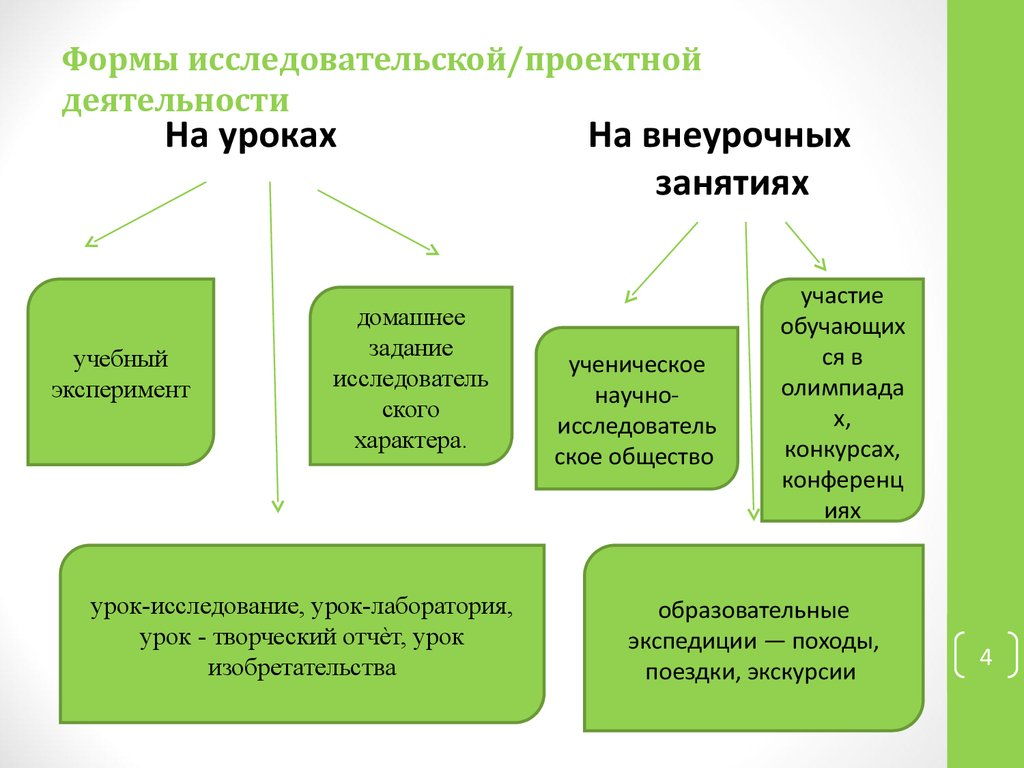 Формы исследовательской/проектной
деятельности
На уроках
На внеурочных
занятиях
учебный
эксперимент
домашнее
задание
исследователь
ского
характера.
ученическое
научно-
исследователь
ское общество
участие
обучающих
ся в
олимпиада
х,
конкурсах,
конференц
иях
урок-исследование, урок-лаборатория,
урок - творческий отчѐт, урок
изобретательства
образовательные
экспедиции — походы,
поездки, экскурсии
4